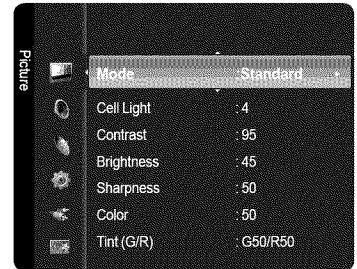 Picture
Mode :Standard
Cell Light : 4
Contrast : 95
Brightness : 45
Sharpness : 50
Color : 50
Tint (G/R) : G50/R50